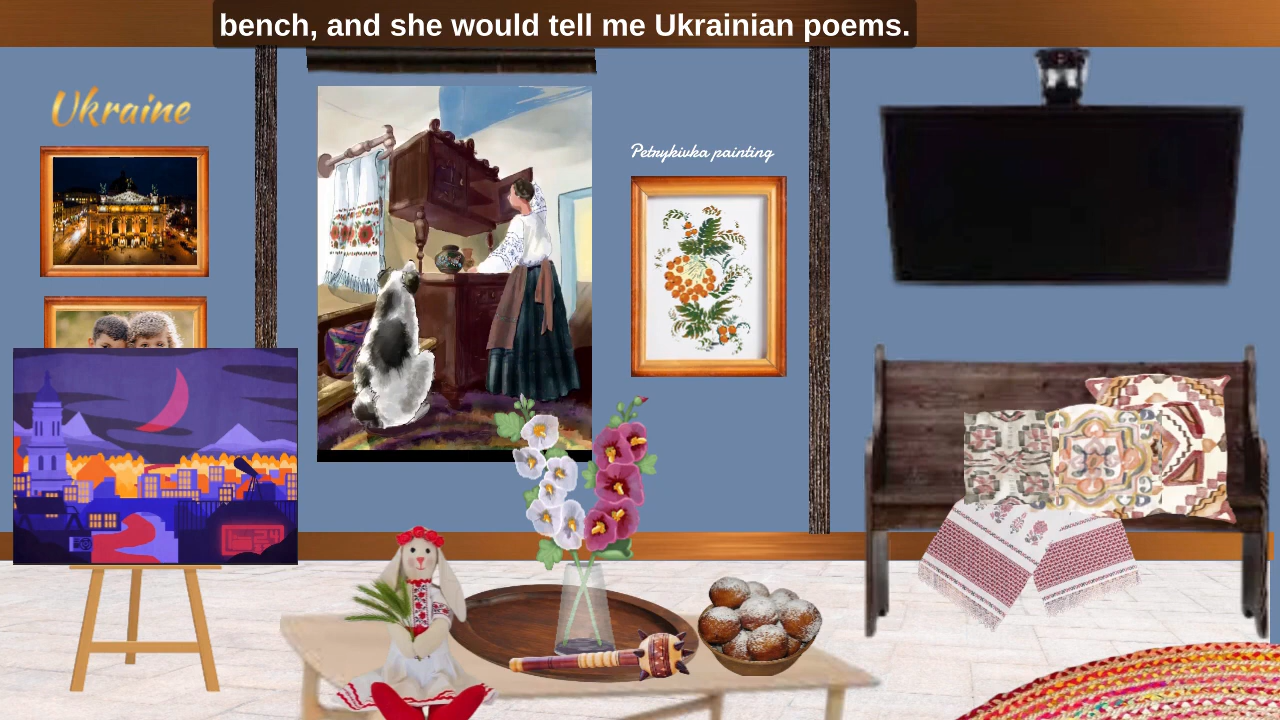 bench, and she would tell me Ukrainian poems.
Ukraine
Petrykivka painting